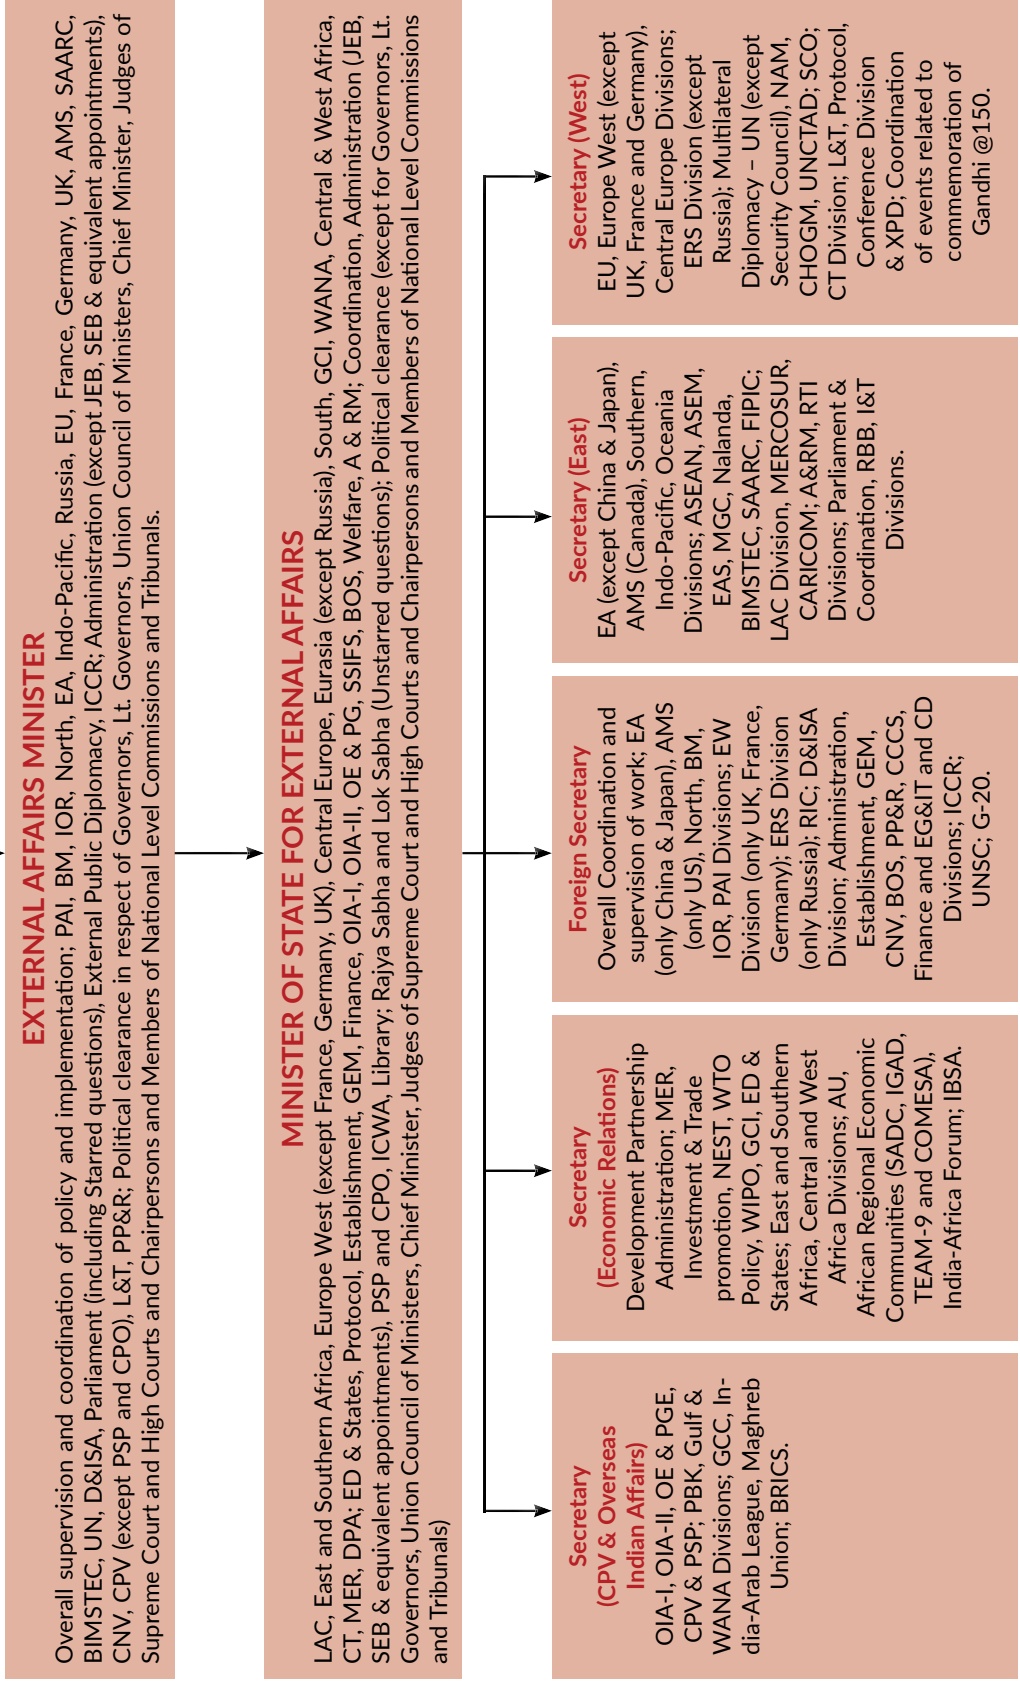 EXTERNAL AFFAIRS MINISTER
Overall supervision and coordination of policy and implementation; PAI, BM, IOR, North, EA, Indo-Pacific, Russia, EU, France, Germany, UK, AMS, SAARC,
BIMSTEC, UN, D&ISA, Parliament (including Starred questions), External Public Diplomacy, ICCR; Administration (except JEB, SEB & equivalent appointments),
CNV, CPV (except PSP and CPO), L&T, PP&R; Political clearance in respect of Governors, Lt. Governors, Union Council of Ministers, Chief Minister, Judges of
Supreme Court and High Courts and Chairpersons and Members of National Level Commissions and Tribunals.
MINISTER OF STATE FOR EXTERNAL AFFAIRS
LAC, East and Southern Africa, Europe West (except France, Germany, UK), Central Europe, Eurasia (except Russia), South, GCI, WANA, Central & West Africa,
CT, MER, DPA; ED & States, Protocol, Establishment, GEM, Finance, OIA-I, OIA-II, OE & PG, SSIFS, BOS, Welfare, A & RM; Coordination, Administration (JEB,
SEB & equivalent appointments), PSP and CPO, ICWA, Library; Rajya Sabha and Lok Sabha (Unstarred questions); Political clearance (except for Governors, Lt.
Governors, Union Council of Ministers, Chief Minister, Judges of Supreme Court and High Courts and Chairpersons and Members of National Level Commissions
and Tribunals)
Secretary
(CPV & Overseas
Indian Affairs)
OIA-I, OIA-II, OE & PGE,
CPV & PSP; PBK, Gulf &
WANA Divisions; GCC, In-
dia-Arab League, Maghreb
Union; BRICS.
Secretary
(Economic Relations)
Development Partnership
Administration; MER,
Investment & Trade
promotion, NEST, WTO
Policy, WIPO, GCI, ED &
States; East and Southern
Africa, Central and West
Africa Divisions; AU,
African Regional Economic
Communities (SADC, IGAD,
TEAM-9 and COMESA),
India-Africa Forum; IBSA.
Foreign Secretary
Overall Coordination and
supervision of work; EA
(only China & Japan), AMS
(only US), North, BM,
IOR, PAI Divisions; EW
Division (only UK, France,
Germany); ERS Division
(only Russia); RIC; D&ISA
Division; Administration,
Establishment, GEM,
CNV, BOS, PP&R, CCCS,
Finance and EG&IT and CD
Divisions; ICCR;
UNSC; G-20.
Secretary (East)
EA (except China & Japan),
AMS (Canada), Southern,
Indo-Pacific, Oceania
Divisions; ASEAN, ASEM,
EAS, MGC, Nalanda,
BIMSTEC, SAARC, FIPIC;
LAC Division, MERCOSUR,
CARICOM; A&RM, RTI
Divisions; Parliament &
Coordination, RBB, I&T
Divisions.
Secretary (West)
EU, Europe West (except
UK, France and Germany),
Central Europe Divisions;
ERS Division (except
Russia); Multilateral
Diplomacy – UN (except
Security Council), NAM,
CHOGM, UNCTAD; SCO;
CT Division; L&T, Protocol,
Conference Division
& XPD; Coordination
of events related to
commemoration of
Gandhi @150.